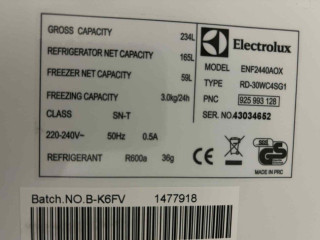 GROSS CAPACITY 234L
REFRIGERATOR NET CAPACITY 165L
FREEZER NET CAPACITY 59L
FREEZING CAPACITY 3.0kg/24h
CLASS SN-T
220-240V~ 50Hz 0.5A
REFRIGERANT R600a 36g
Electrolux
MODEL ENF2440AOX
TYPE RD-30WC4SG1
PNC 925 993 128
SER. NO.43034652
CE
GS
MADE IN PRC
Batch.NO.B-K6FV 1477918